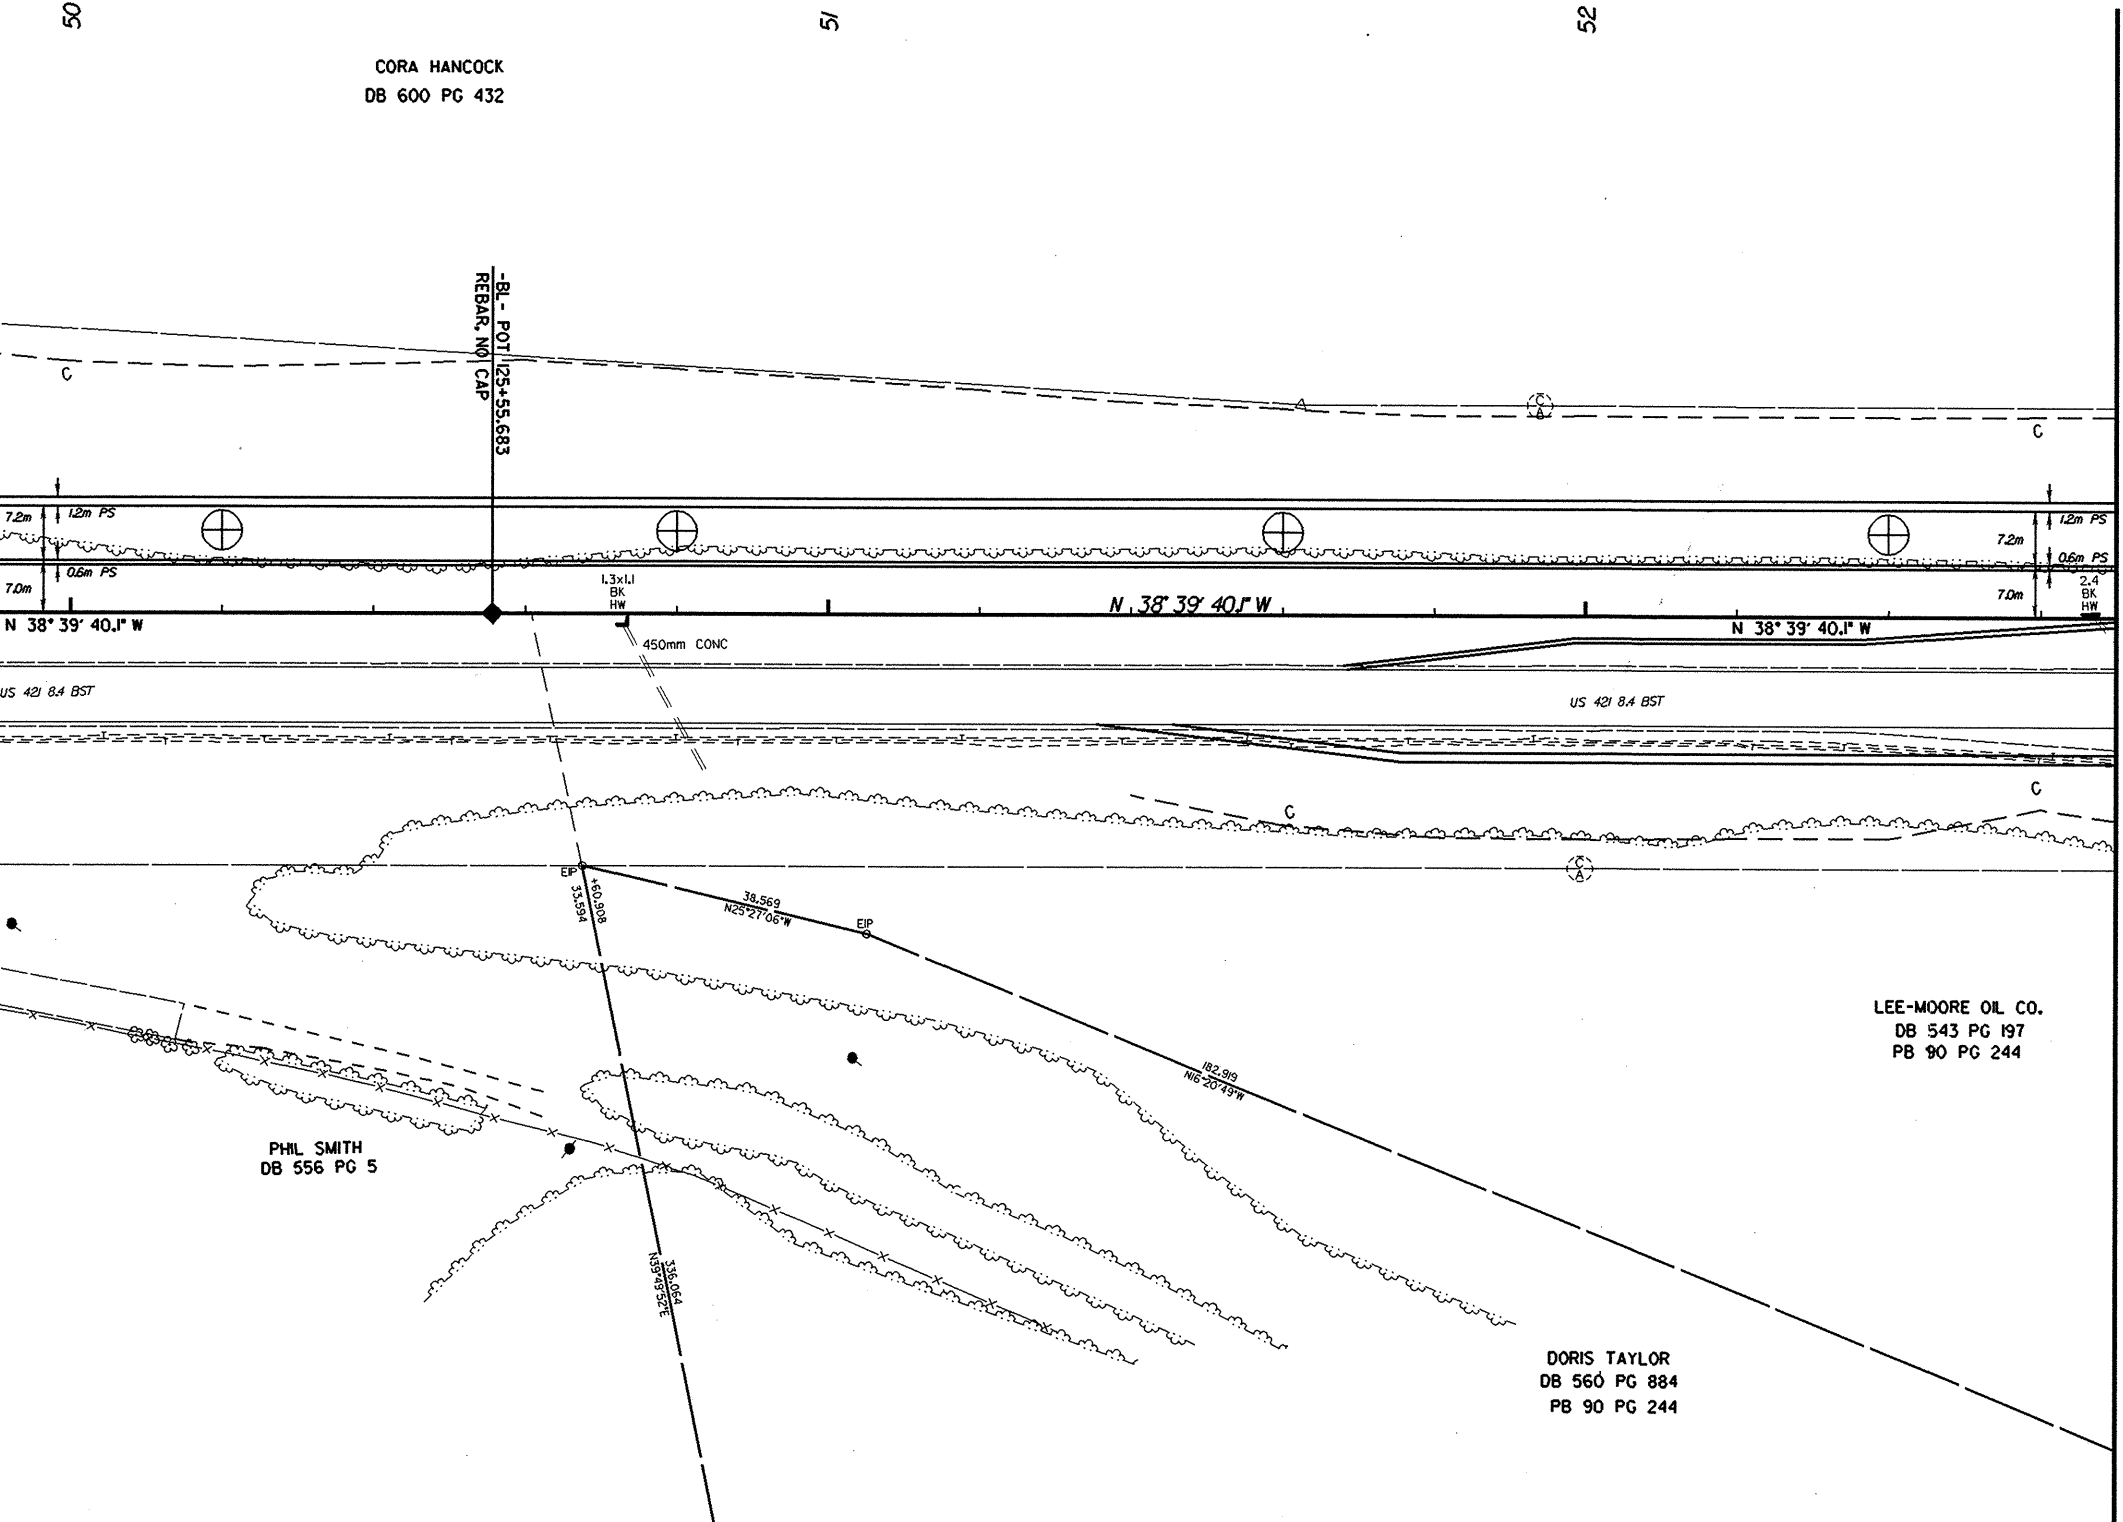 50
51
52
CORA HANCOCK
DB 600 PG 432
-BL- POT 125+55.683
REBAR, NO CAP
C
C
A
C
7.2m
1.2m PS
0.6m PS
7.0m
1.2m PS
7.2m
0.6m PS
7.0m
1.3x1.1
BK
HW
2.4
BK
HW
N 38° 39' 40.1" W
N 38° 39' 40.1" W
N 38° 39' 40.1" W
450mm CONC
US 421 8.4 BST
US 421 8.4 BST
C
C
C
A
EIP
+60.908
33.594
38.569
N25°27'06"W
EIP
182.919
N16°20'49"W
LEE-MOORE OIL CO.
DB 543 PG 197
PB 90 PG 244
PHIL SMITH
DB 556 PG 5
336.064
N39°49'52"E
DORIS TAYLOR
DB 560 PG 884
PB 90 PG 244